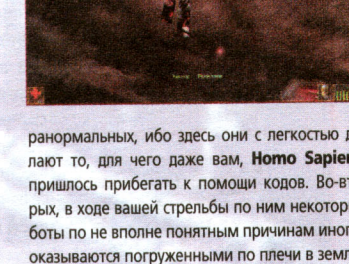 ранормальных, ибо здесь они с легкостью д
лают то, для чего даже вам, Homo Sapien
пришлось прибегать к помощи кодов. Во-вт
рых, в ходе вашей стрельбы по ним некотор
боты по не вполне понятным причинам иног
оказываются погруженными по плечи в земл